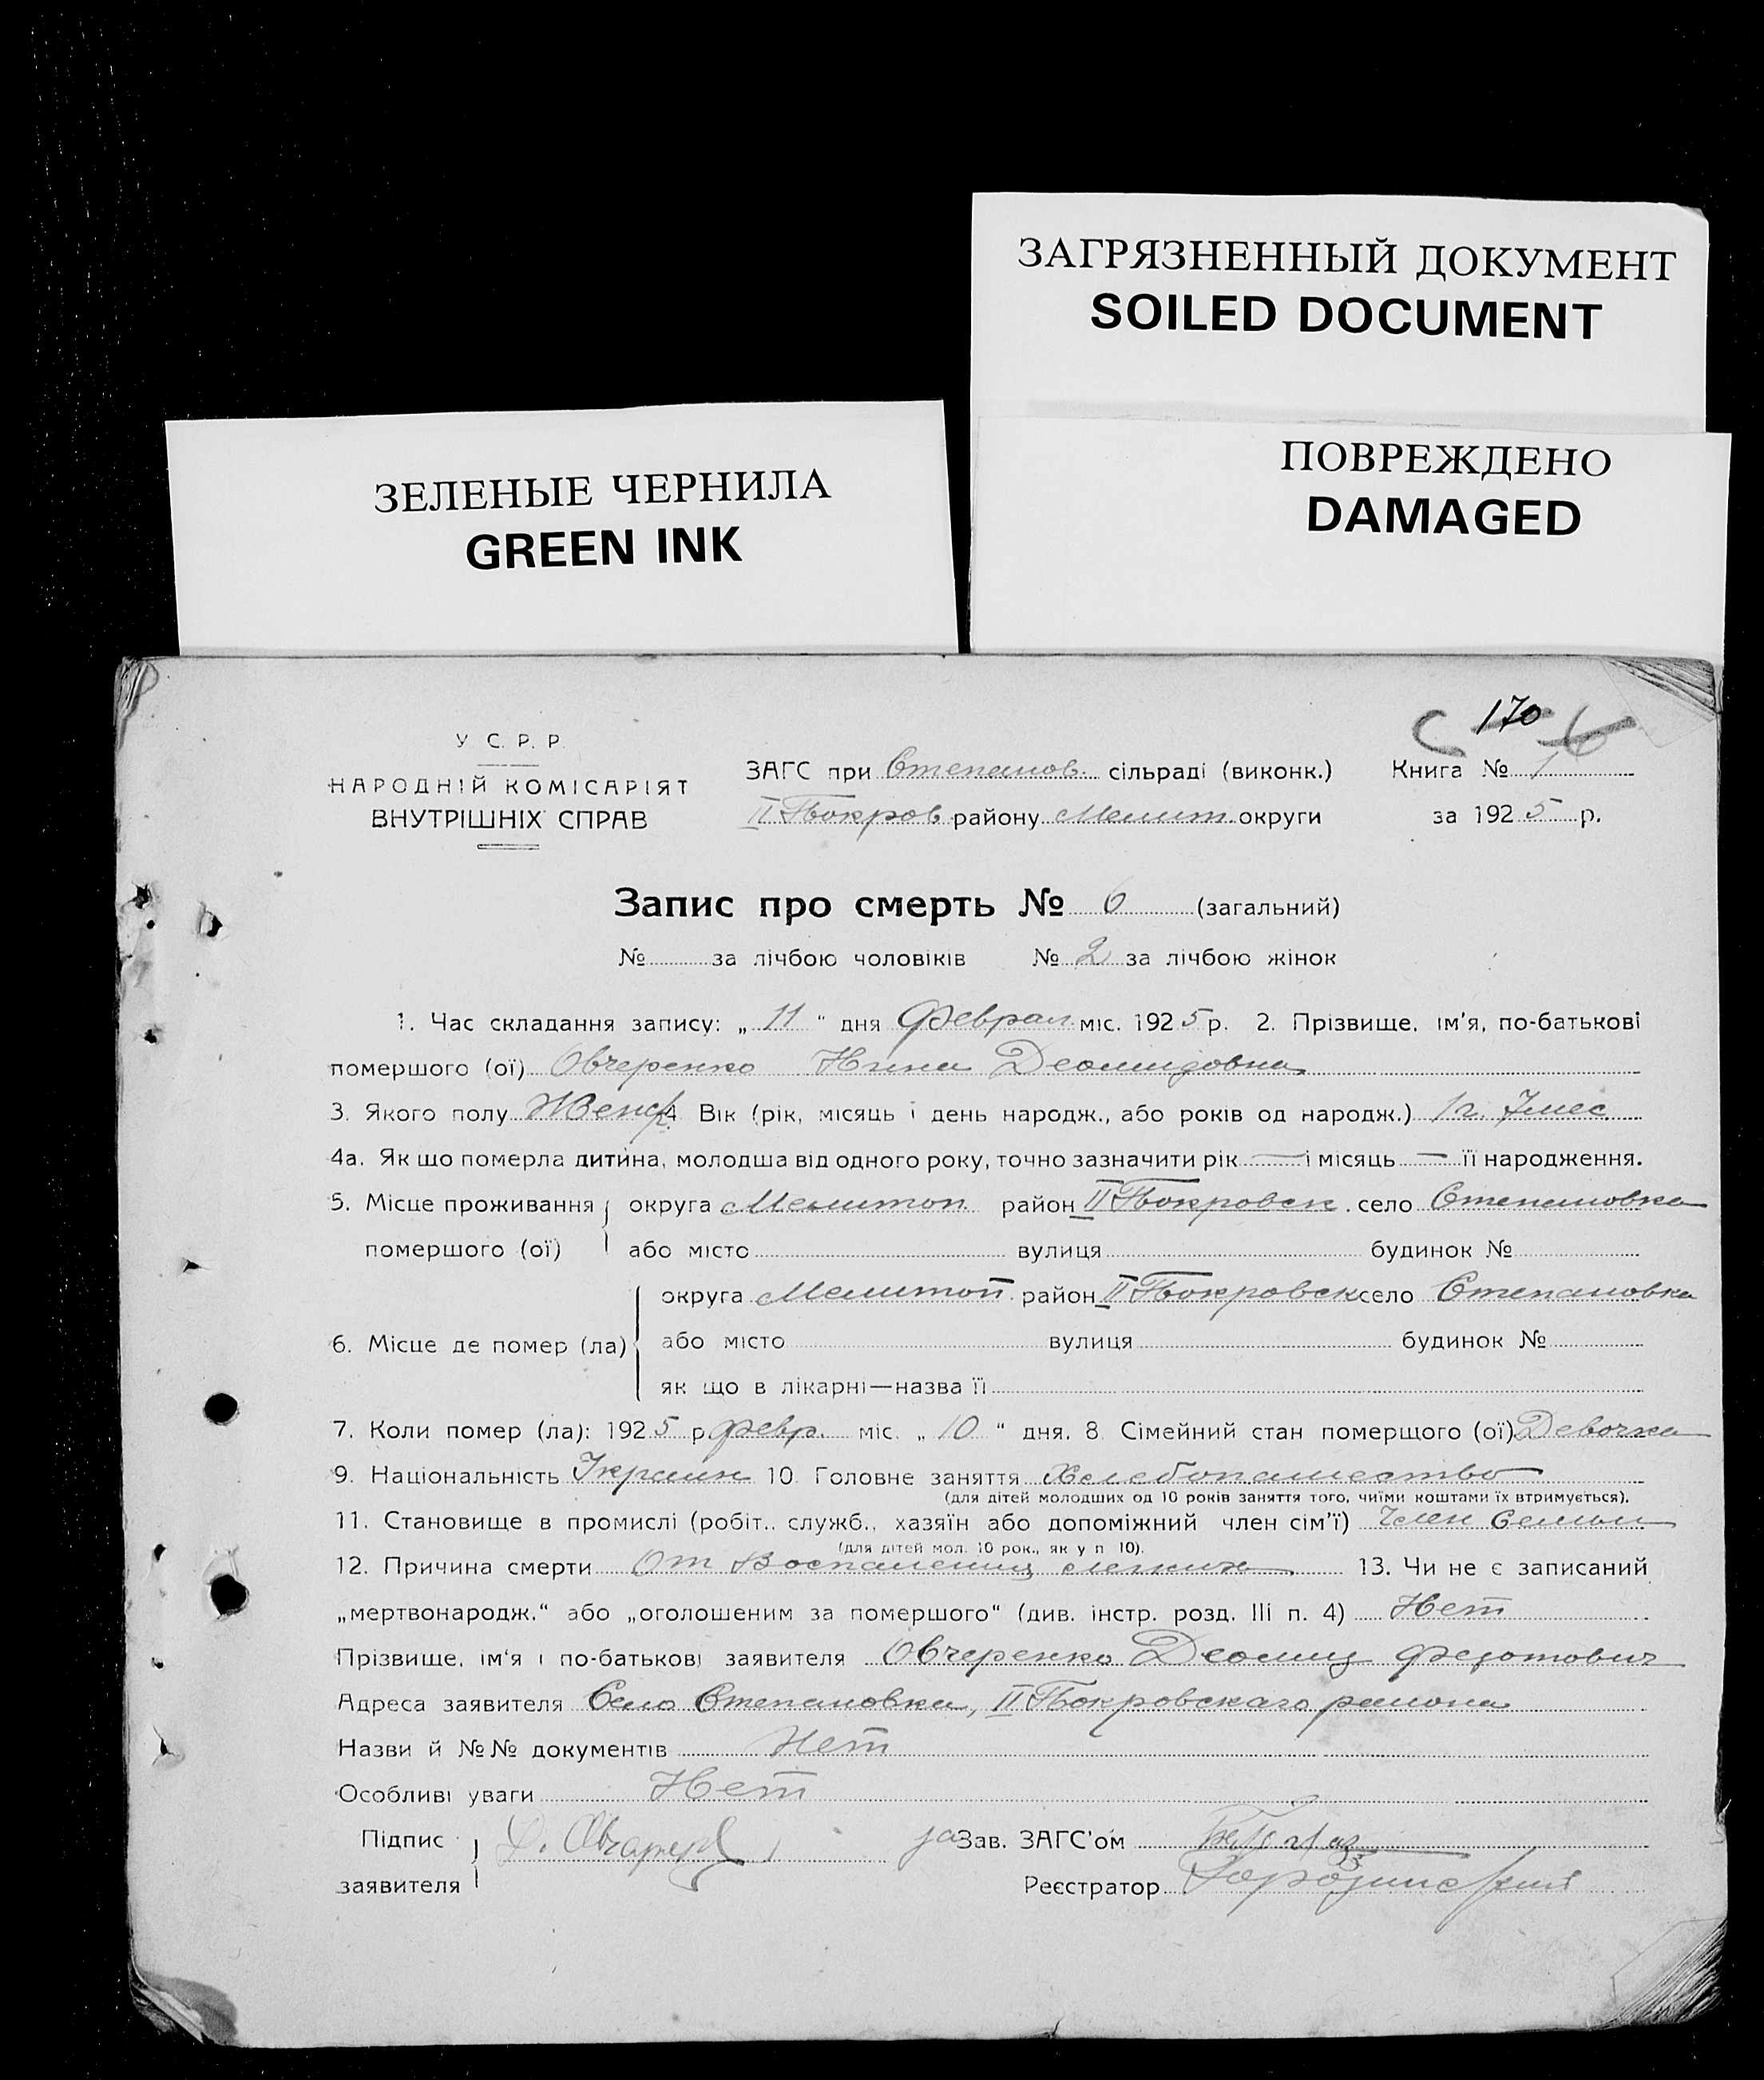 ЗАГРЯЗНЕННЫЙ ДОКУМЕНТ
SOILED DOCUMENT
ПОВРЕЖДЕНО
DAMAGED
ЗЕЛЕНЫЕ ЧЕРНИЛА
GREEN INK
170
У С. Р. Р.
НАРОДНІЙ КОМІСАРІЯТ
ВНУТРІШНІХ СПРАВ
ЗАГС при Степанов. сільраді (виконк.) Книга № 1
II Покров району Мелит. округи за 1925 р.
Запис про смерть № 6 (загальний)
№ за лічбою чоловіків № 2 за лічбою жінок
1. Час складання запису: „ 11 “ дня Феврал міс. 1925 р. 2. Прізвище, ім'я, по-батькові
помершого (ої) Овчеренко Нина Деомидовна
3. Якого полу Женс 4 Вік (рік, місяць і день народж., або років од народж.) 1 г. 7 мес.
4а. Як що померла дитина, молодша від одного року, точно зазначити рік — і місяць — її народження.
5. Місце проживання округа Мелитоп район II Покровск. село Степановка
помершого (ої) або місто вулиця будинок №
округа Мелитоп район II Покровск село Степановка
6. Місце де помер (ла) або місто вулиця будинок №
як що в лікарні—назва її
7. Коли помер (ла): 1925 р. февр. міс. „ 10 “ дня. 8. Сімейний стан померщого (ої) Девочка
9. Національність Украин 10. Головне заняття Хлебопашество
(для дітей молодших од 10 років заняття того, чиїми коштами їх втримується).
11. Становище в промислі (робіт., служб., хазяїн або допоміжний член сім'ї) Член Семьи
(для дітей мол. 10 рок., як у п 10).
12. Причина смерти От Воспаления легких 13. Чи не є записаний
„мертвонародж.“ або „оголошеним за помершого“ (див. інстр. розд. III п. 4) Нет
Прізвище, ім'я і по-батькові заявителя Овчеренко Деомид Федотович
Адреса заявителя Село Степановка, II Покровскаго района
Назви й №№ документів Нет
Особливі уваги Нет
Підпис за Зав. ЗАГС'ом
заявителя Реєстратор